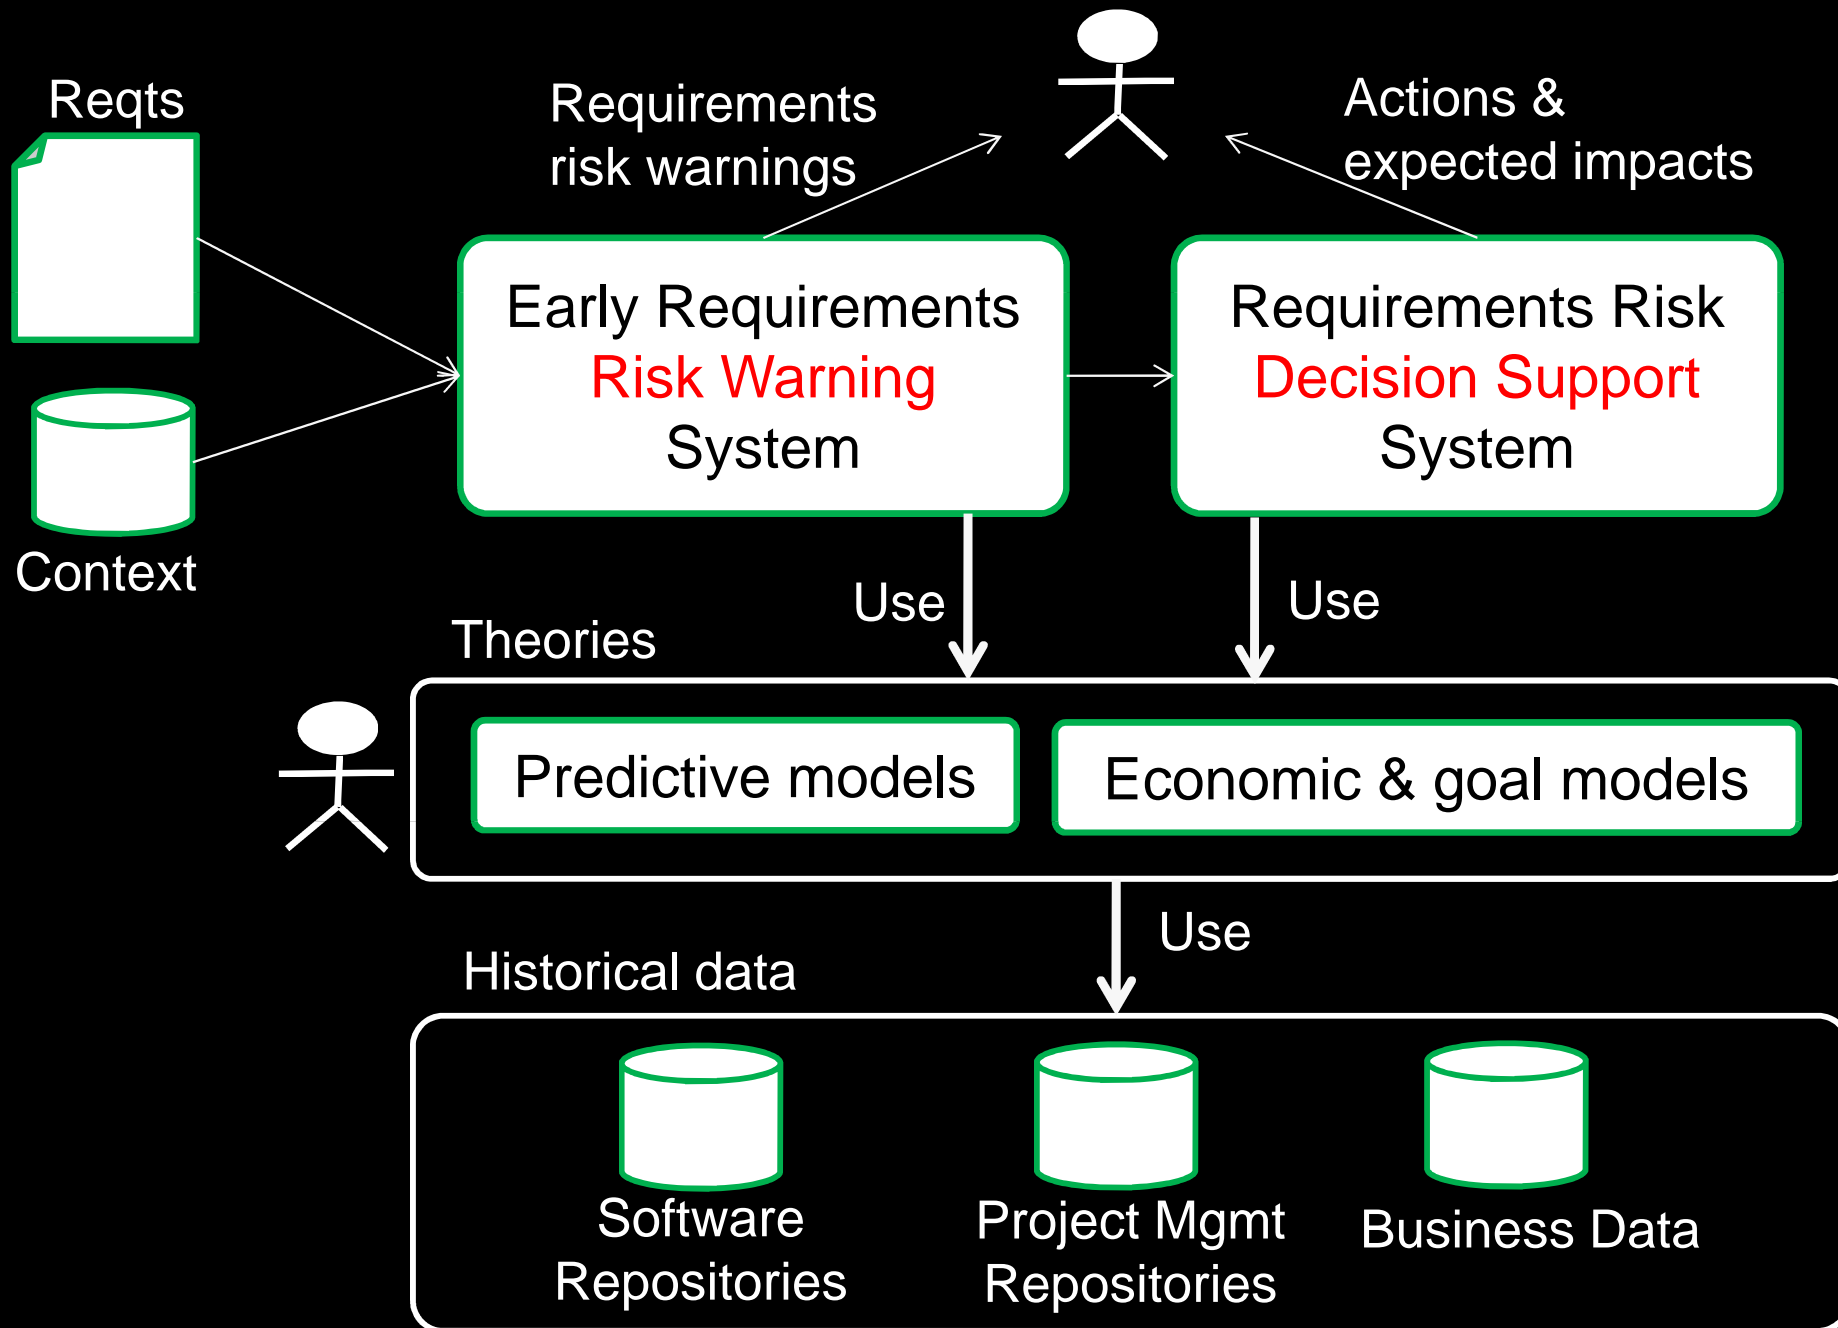 Reqts
Requirements
risk warnings
Actions &
expected impacts
Early Requirements
Risk Warning
System
Requirements Risk
Decision Support
System
Context
Use
Use
Theories
Predictive models
Economic & goal models
Use
Historical data
Software
Repositories
Project Mgmt
Repositories
Business Data